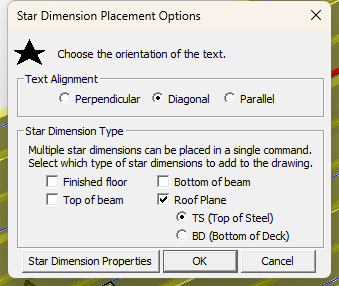 Star Dimension Placement Options
Choose the orientation of the text.
Text Alignment
Perpendicular
Diagonal
Parallel
Star Dimension Type
Multiple star dimensions can be placed in a single command.
Select which type of star dimensions to add to the drawing.
Finished floor
Bottom of beam
Top of beam
Roof Plane
TS (Top of Steel)
BD (Bottom of Deck)
Star Dimension Properties
OK
Cancel